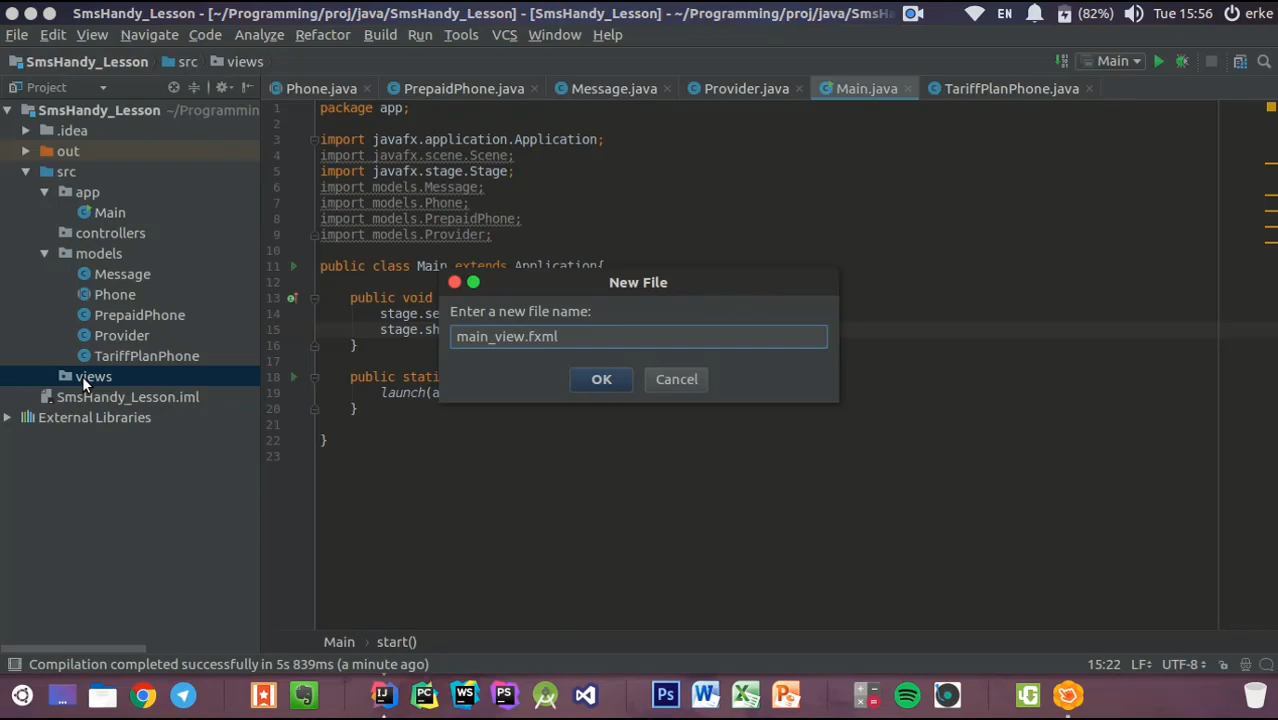 SmsHandy_Lesson - [~/Programming/proj/java/SmsHandy_Lesson] - [SmsHandy_Lesson] - ~/Programming/proj/java/SmsHa
EN (82%) Tue 15:56 erke
File Edit View Navigate Code Analyze Refactor Build Run Tools VCS Window Help
SmsHandy_Lesson src views Main
Project
Phone.java PrepaidPhone.java Message.java Provider.java Main.java TariffPlanPhone.java
SmsHandy_Lesson ~/Programmin
.idea
out
src
app
Main
controllers
models
Message
Phone
PrepaidPhone
Provider
TariffPlanPhone
views
SmsHandy_Lesson.iml
External Libraries
1 package app;
2
3 import javafx.application.Application;
4 import javafx.scene.Scene;
5 import javafx.stage.Stage;
6 import models.Message;
7 import models.Phone;
8 import models.PrepaidPhone;
9 import models.Provider;
10
11 public class Main extends Application{
12
13 public void
14 stage.se
15 stage.sh
16 }
17
18 public stati
19 launch(a
20 }
21
22 }
23
New File
Enter a new file name:
main_view.fxml
OK Cancel
Main › start()
Compilation completed successfully in 5s 839ms (a minute ago) 15:22 LF÷ UTF-8÷
IJ PC WS PS Ps W X P